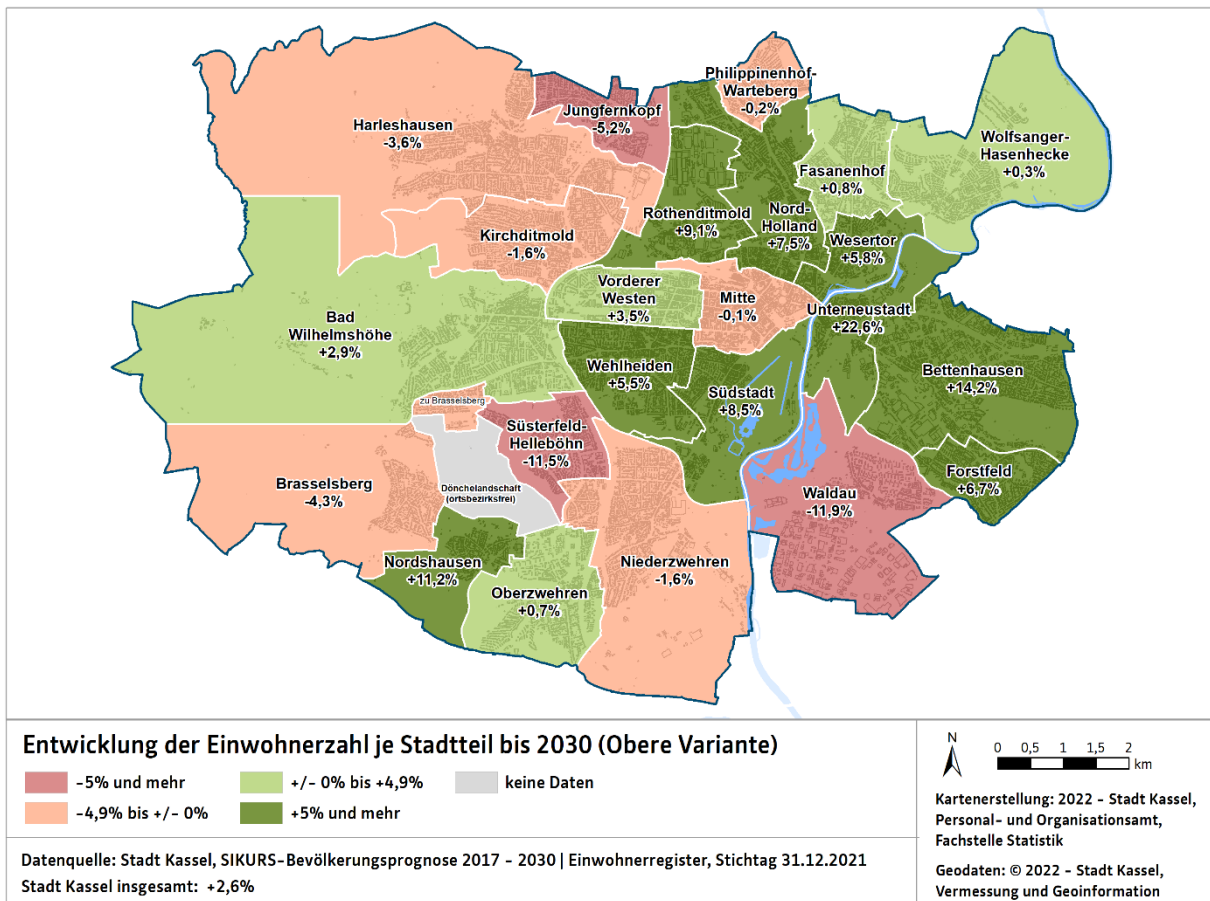 Philippinenhof-
Warteberg
-0,2%
Jungfernkopf
-5,2%
Harleshausen
-3,6%
Wolfsanger-
Hasenhecke
+0,3%
Fasanenhof
+0,8%
Rothenditmold
+9,1%
Nord-
Holland
+7,5%
Kirchditmold
-1,6%
Wesertor
+5,8%
Vorderer
Westen
+3,5%
Mitte
-0,1%
Unterneustadt
+22,6%
Bad
Wilhelmshöhe
+2,9%
Wehlheiden
+5,5%
Bettenhausen
+14,2%
Südstadt
+8,5%
zu Brasselsberg
Süsterfeld-
Helleböhn
-11,5%
Forstfeld
+6,7%
Brasselsberg
-4,3%
Dönchelandschaft
(ortsbezirksfrei)
Waldau
-11,9%
Nordshausen
+11,2%
Niederzwehren
-1,6%
Oberzwehren
+0,7%
Entwicklung der Einwohnerzahl je Stadtteil bis 2030 (Obere Variante)
-5% und mehr
+/- 0% bis +4,9%
keine Daten
-4,9% bis +/- 0%
+5% und mehr
Datenquelle: Stadt Kassel, SIKURS-Bevölkerungsprognose 2017 - 2030 | Einwohnerregister, Stichtag 31.12.2021
Stadt Kassel insgesamt: +2,6%
N
0 0,5 1 1,5 2
km
Kartenerstellung: 2022 - Stadt Kassel,
Personal- und Organisationsamt,
Fachstelle Statistik
Geodaten: © 2022 - Stadt Kassel,
Vermessung und Geoinformation